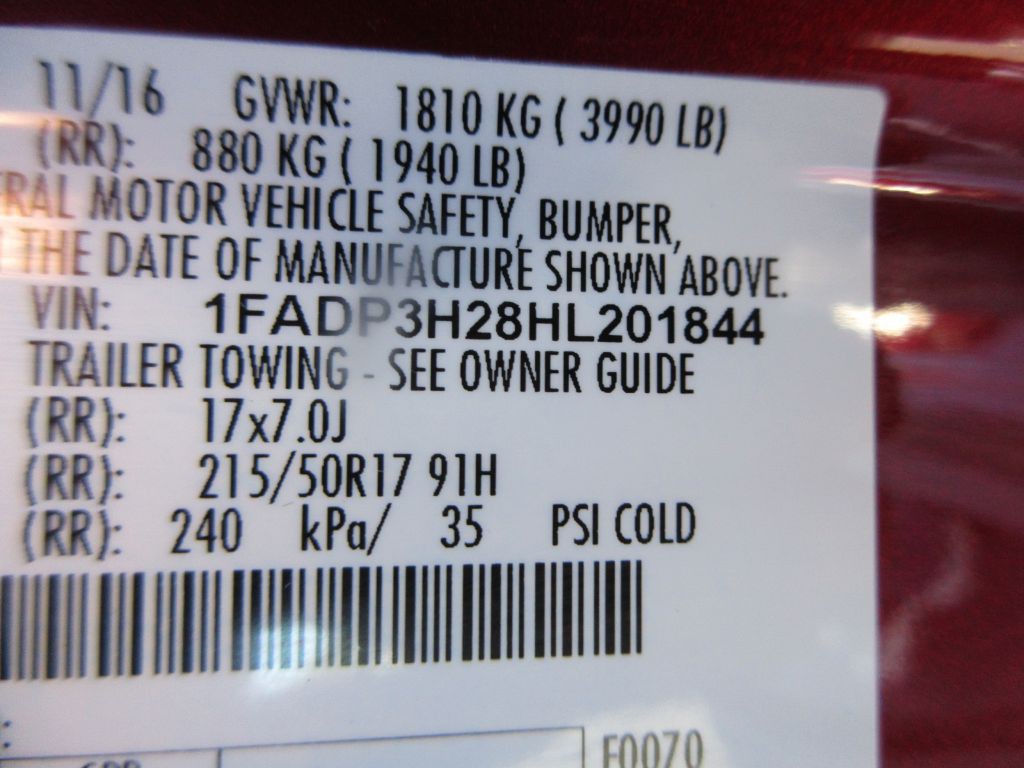 11/16 GVWR: 1810 KG ( 3990 LB)
(RR): 880 KG ( 1940 LB)
RAL MOTOR VEHICLE SAFETY, BUMPER,
THE DATE OF MANUFACTURE SHOWN ABOVE.
VIN: 1FADP3H28HL201844
TRAILER TOWING - SEE OWNER GUIDE
(RR): 17x7.0J
(RR): 215/50R17 91H
(RR): 240 kPa/ 35 PSI COLD